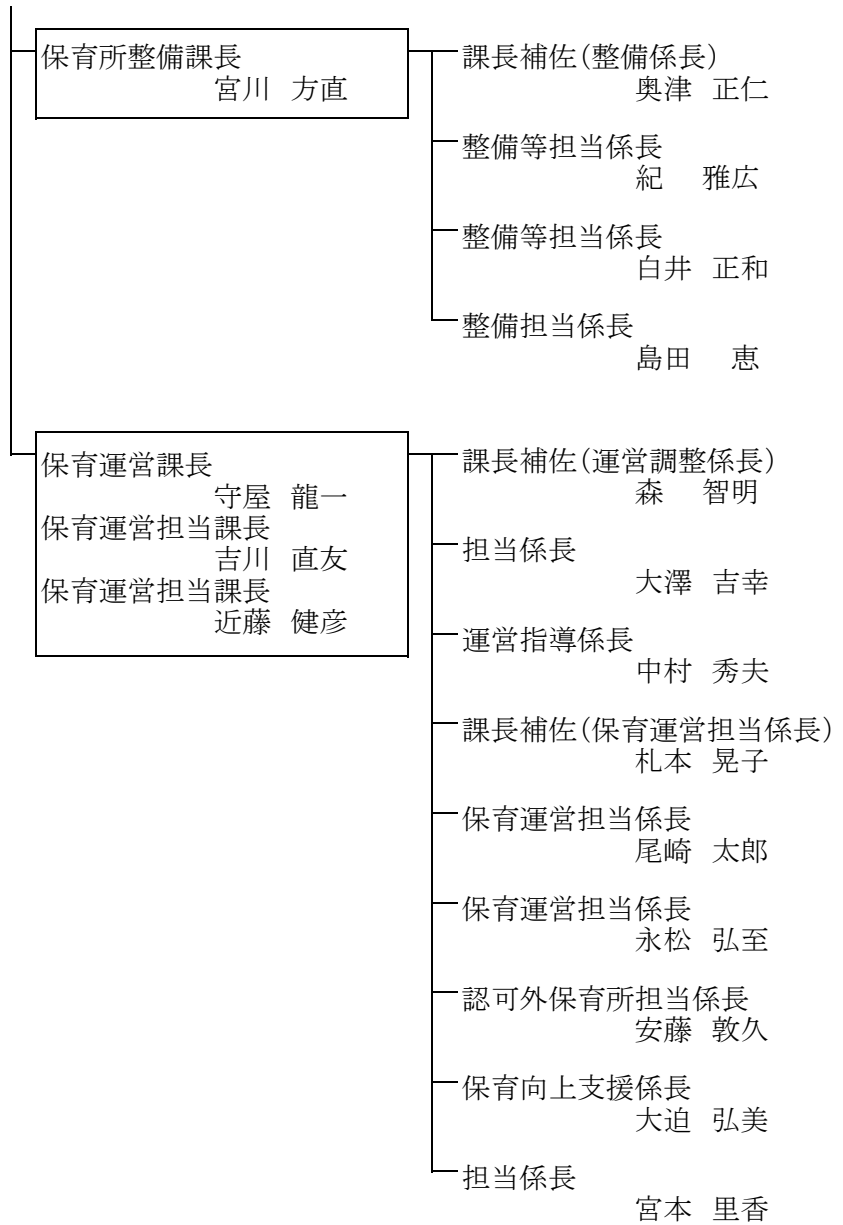 保育所整備課長
宮川 方直
課長補佐(整備係長)
奥津 正仁
整備等担当係長
紀 雅広
整備等担当係長
白井 正和
整備担当係長
島田 恵
保育運営課長
守屋 龍一
保育運営担当課長
吉川 直友
保育運営担当課長
近藤 健彦
課長補佐(運営調整係長)
森 智明
担当係長
大澤 吉幸
運営指導係長
中村 秀夫
課長補佐(保育運営担当係長)
札本 晃子
保育運営担当係長
尾崎 太郎
保育運営担当係長
永松 弘至
認可外保育所担当係長
安藤 敦久
保育向上支援係長
大迫 弘美
担当係長
宮本 里香